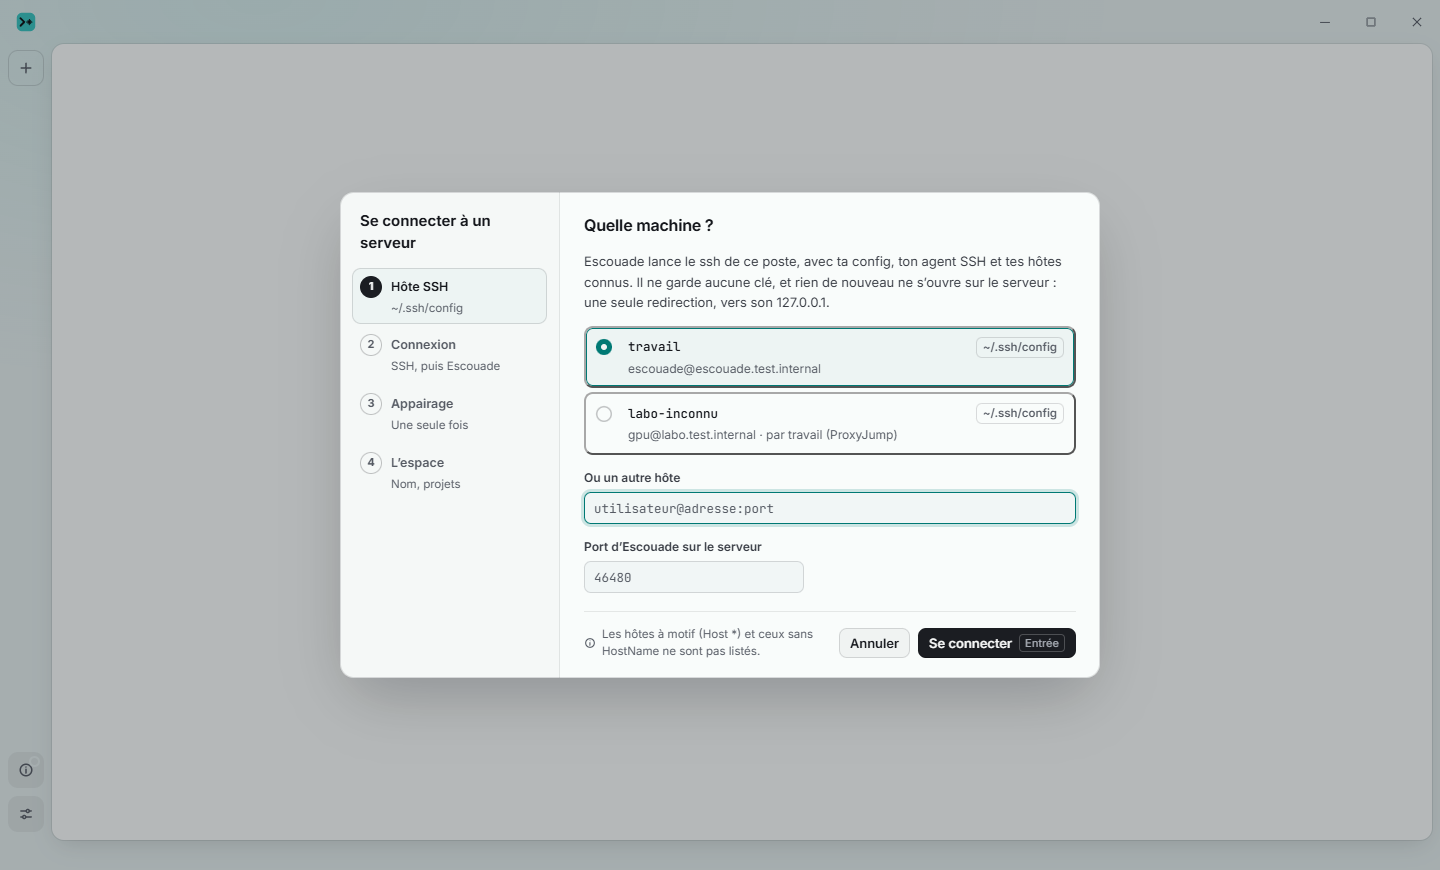 Se connecter à un
serveur
1 Hôte SSH
~/.ssh/config
2 Connexion
SSH, puis Escouade
3 Appairage
Une seule fois
4 L’espace
Nom, projets
Quelle machine ?
Escouade lance le ssh de ce poste, avec ta config, ton agent SSH et tes hôtes
connus. Il ne garde aucune clé, et rien de nouveau ne s’ouvre sur le serveur :
une seule redirection, vers son 127.0.0.1.
travail ~/.ssh/config
escouade@escouade.test.internal
labo-inconnu ~/.ssh/config
gpu@labo.test.internal · par travail (ProxyJump)
Ou un autre hôte
utilisateur@adresse:port
Port d’Escouade sur le serveur
46480
Les hôtes à motif (Host *) et ceux sans
HostName ne sont pas listés.
Annuler
Se connecter Entrée